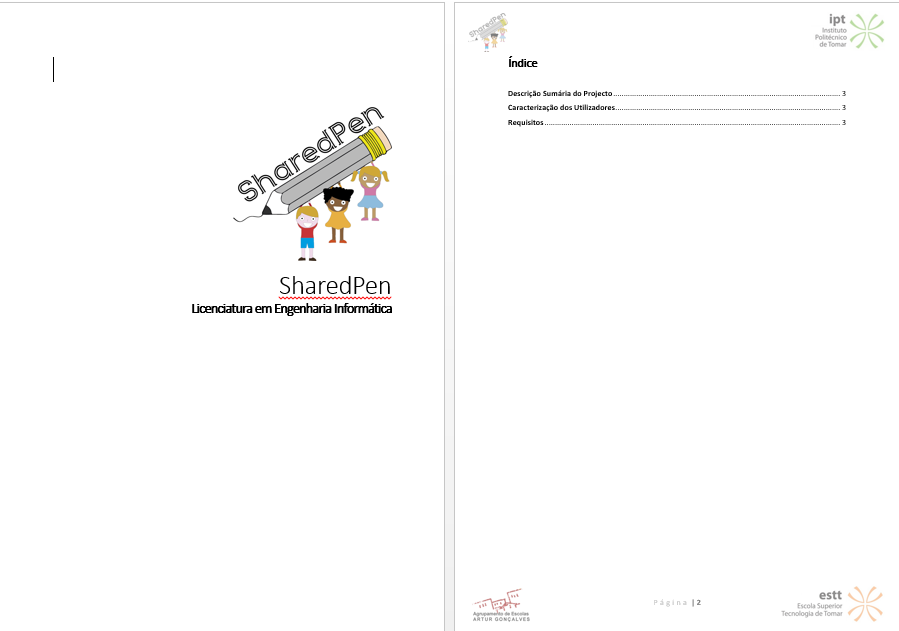 SharedPen
SharedPen
Licenciatura em Engenharia Informática
SharedPen
ipt
Instituto
Politécnico
de Tomar
Índice
Descrição Sumária do Projecto 3
Caracterização dos Utilizadores 3
Requisitos 3
Agrupamento de Escolas
ARTUR GONÇALVES
Página | 2
estt
Escola Superior
Tecnologia de Tomar